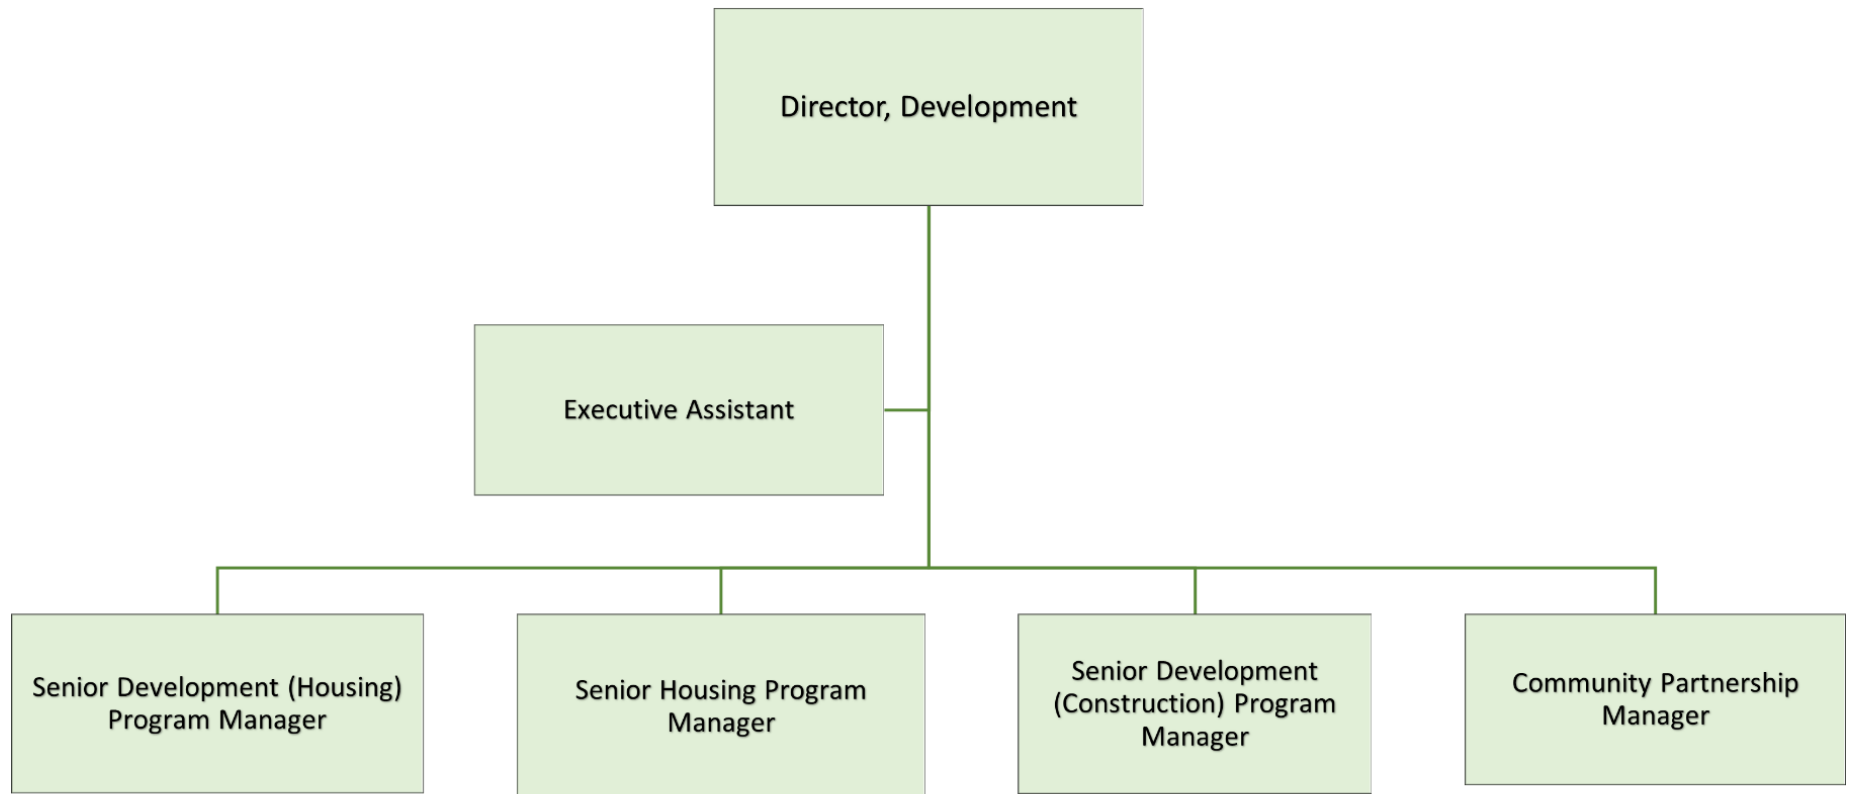 Director, Development
Executive Assistant
Senior Development (Housing)
Program Manager
Senior Housing Program
Manager
Senior Development
(Construction) Program
Manager
Community Partnership
Manager